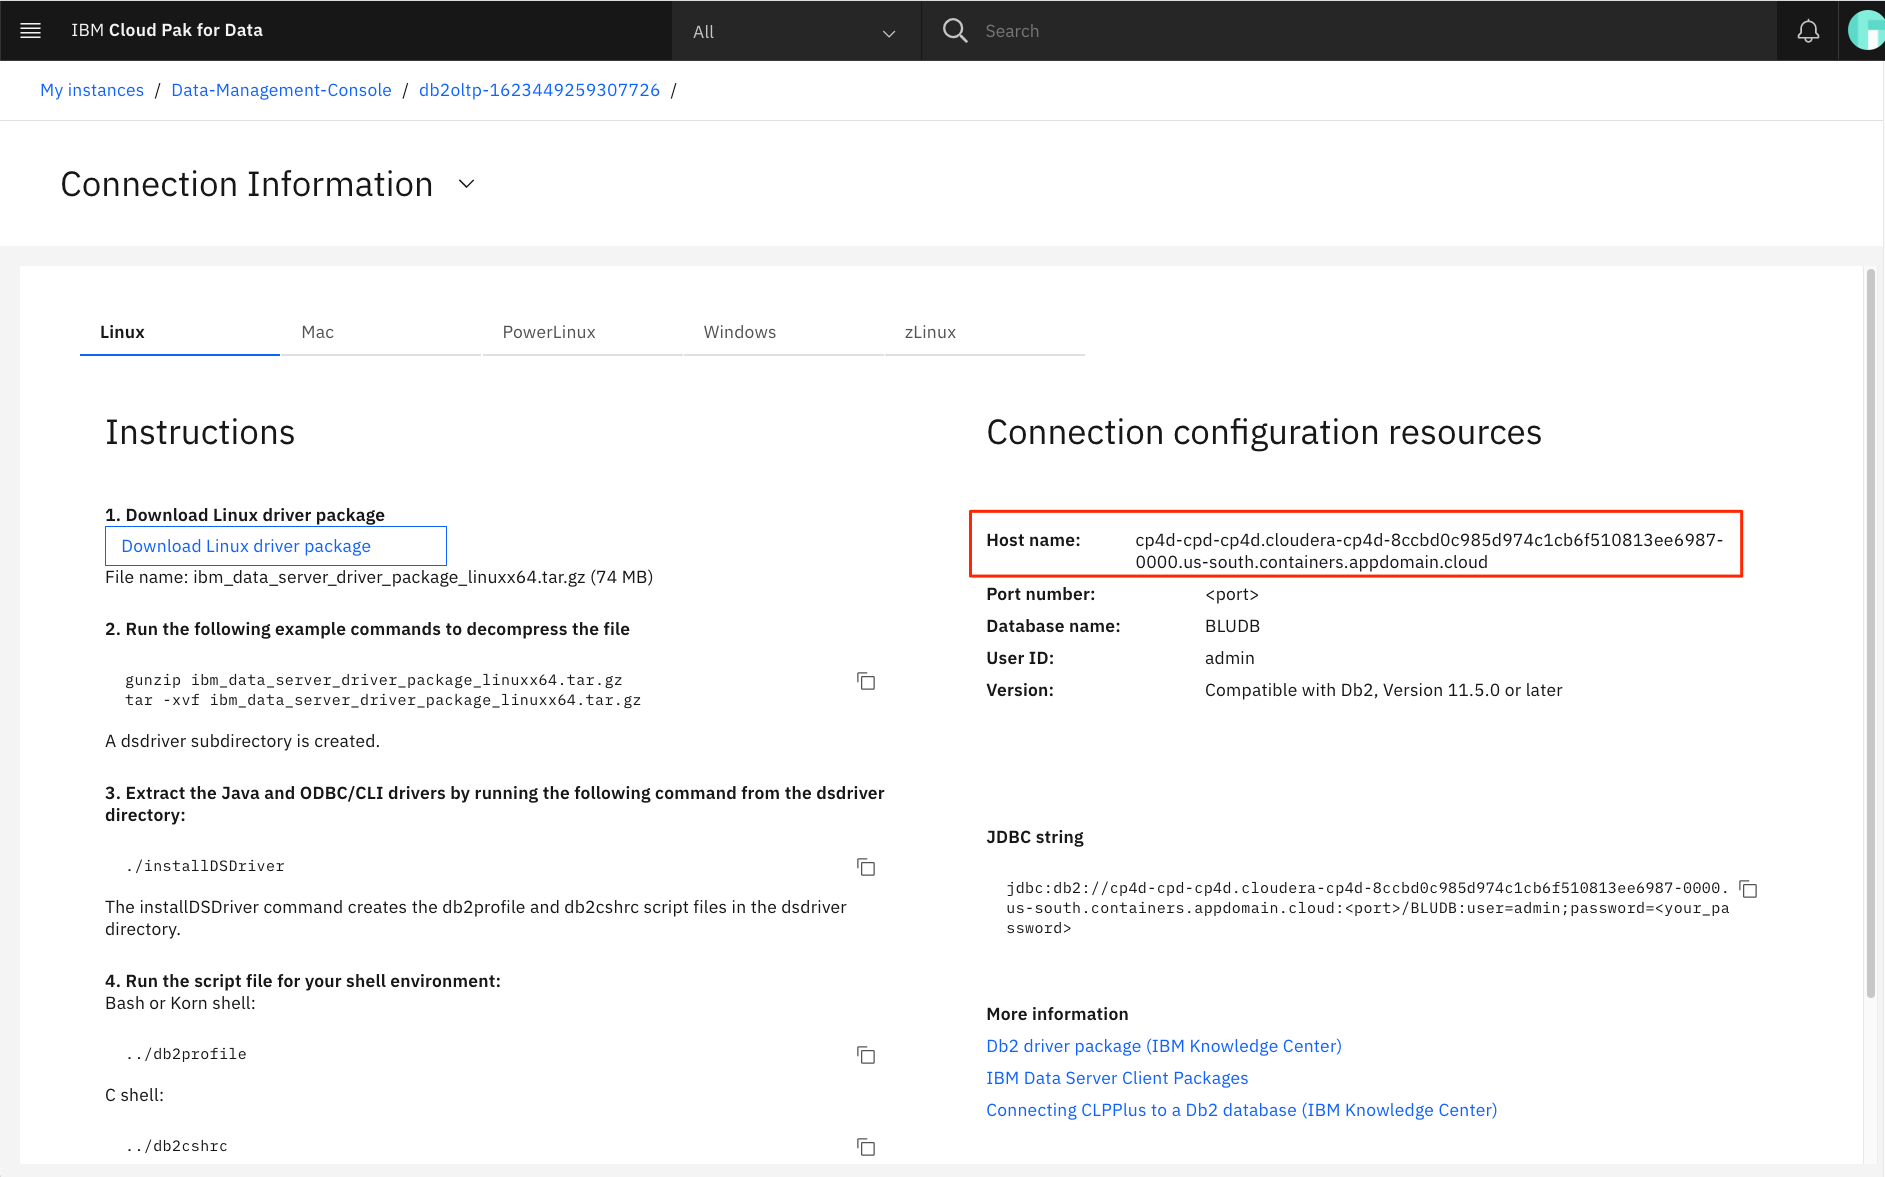 IBM Cloud Pak for Data
All
Search
My instances / Data-Management-Console / db2oltp-1623449259307726 /
Connection Information
Linux
Mac
PowerLinux
Windows
zLinux
Instructions
1. Download Linux driver package
Download Linux driver package
File name: ibm_data_server_driver_package_linuxx64.tar.gz (74 MB)
2. Run the following example commands to decompress the file
gunzip ibm_data_server_driver_package_linuxx64.tar.gz
tar -xvf ibm_data_server_driver_package_linuxx64.tar.gz
A dsdriver subdirectory is created.
3. Extract the Java and ODBC/CLI drivers by running the following command from the dsdriver
directory:
./installDSDriver
The installDSDriver command creates the db2profile and db2cshrc script files in the dsdriver
directory.
4. Run the script file for your shell environment:
Bash or Korn shell:
../db2profile
C shell:
../db2cshrc
Connection configuration resources
Host name: cp4d-cpd-cp4d.cloudera-cp4d-8ccbd0c985d974c1cb6f510813ee6987-
0000.us-south.containers.appdomain.cloud
Port number: <port>
Database name: BLUDB
User ID: admin
Version: Compatible with Db2, Version 11.5.0 or later
JDBC string
jdbc:db2://cp4d-cpd-cp4d.cloudera-cp4d-8ccbd0c985d974c1cb6f510813ee6987-0000.
us-south.containers.appdomain.cloud:<port>/BLUDB:user=admin;password=<your_pa
ssword>
More information
Db2 driver package (IBM Knowledge Center)
IBM Data Server Client Packages
Connecting CLPPlus to a Db2 database (IBM Knowledge Center)